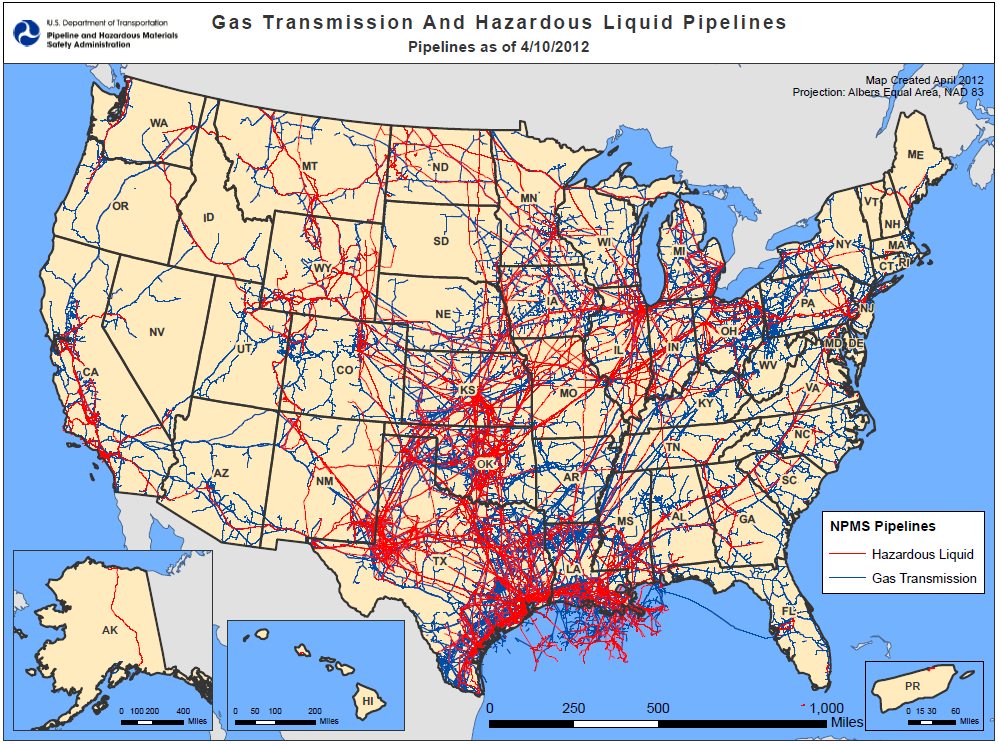 U.S. Department of Transportation
Pipeline and Hazardous Materials
Safety Administration
Gas Transmission And Hazardous Liquid Pipelines
Pipelines as of 4/10/2012
Map Created April 2012
Projection: Albers Equal Area, NAD 83
WA
MT
ND
MN
ME
OR
ID
SD
WI
MI
VT
NH
NY
MA
CT
RI
WY
NE
IA
PA
NJ
NV
UT
CO
IL
IN
OH
MD
DE
WV
CA
KS
MO
KY
VA
AZ
NM
OK
AR
TN
NC
SC
MS
AL
GA
TX
LA
FL
NPMS Pipelines
Hazardous Liquid
Gas Transmission
AK
0 100 200 400
Miles
HI
0 50 100 200
Miles
PR
0 15 30 60
Miles
0 250 500 1,000
Miles